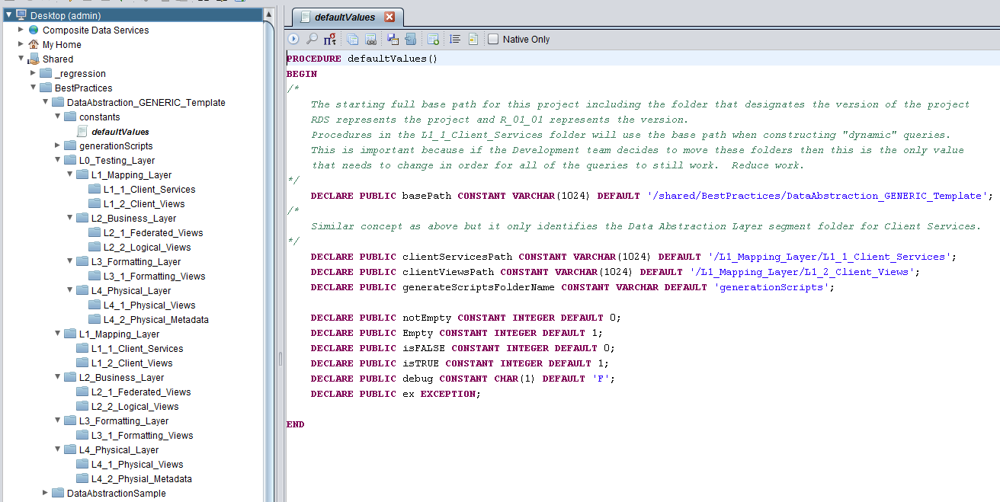 Desktop (admin)
Composite Data Services
My Home
Shared
_regression
BestPractices
DataAbstraction_GENERIC_Template
constants
defaultValues
generationScripts
L0_Testing_Layer
L1_Mapping_Layer
L1_1_Client_Services
L1_2_Client_Views
L2_Business_Layer
L2_1_Federated_Views
L2_2_Logical_Views
L3_Formatting_Layer
L3_1_Formatting_Views
L4_Physical_Layer
L4_1_Physical_Views
L4_2_Physical_Metadata
L1_Mapping_Layer
L1_1_Client_Services
L1_2_Client_Views
L2_Business_Layer
L2_1_Federated_Views
L2_2_Logical_Views
L3_Formatting_Layer
L3_1_Formatting_Views
L4_Physical_Layer
L4_1_Physical_Views
L4_2_Physial_Metadata
DataAbstractionSample
defaultValues
Native Only
PROCEDURE defaultValues()
BEGIN
/*
The starting full base path for this project including the folder that designates the version of the project
RDS represents the project and R_01_01 represents the version.
Procedures in the L1_1_Client_Services folder will use the base path when constructing "dynamic" queries.
This is important because if the Development team decides to move these folders then this is the only value
that needs to change in order for all of the queries to still work.  Reduce work.
*/
DECLARE PUBLIC basePath CONSTANT VARCHAR(1024) DEFAULT '/shared/BestPractices/DataAbstraction_GENERIC_Template';
/*
Similar concept as above but it only identifies the Data Abstraction Layer segment folder for Client Services.
*/
DECLARE PUBLIC clientServicesPath CONSTANT VARCHAR(1024) DEFAULT '/L1_Mapping_Layer/L1_1_Client_Services';
DECLARE PUBLIC clientViewsPath CONSTANT VARCHAR(1024) DEFAULT '/L1_Mapping_Layer/L1_2_Client_Views';
DECLARE PUBLIC generateScriptsFolderName CONSTANT VARCHAR DEFAULT 'generationScripts';
DECLARE PUBLIC notEmpty CONSTANT INTEGER DEFAULT 0;
DECLARE PUBLIC Empty CONSTANT INTEGER DEFAULT 1;
DECLARE PUBLIC isFALSE CONSTANT INTEGER DEFAULT 0;
DECLARE PUBLIC isTRUE CONSTANT INTEGER DEFAULT 1;
DECLARE PUBLIC debug CONSTANT CHAR(1) DEFAULT 'F';
DECLARE PUBLIC ex EXCEPTION;
END